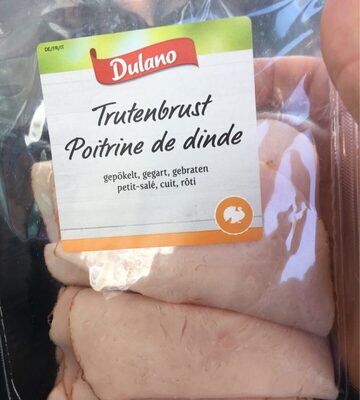 DE/FR/IT
Dulano
Trutenbrust
Poitrine de dinde
gepökelt, gegart, gebraten
petit-salé, cuit, rôti